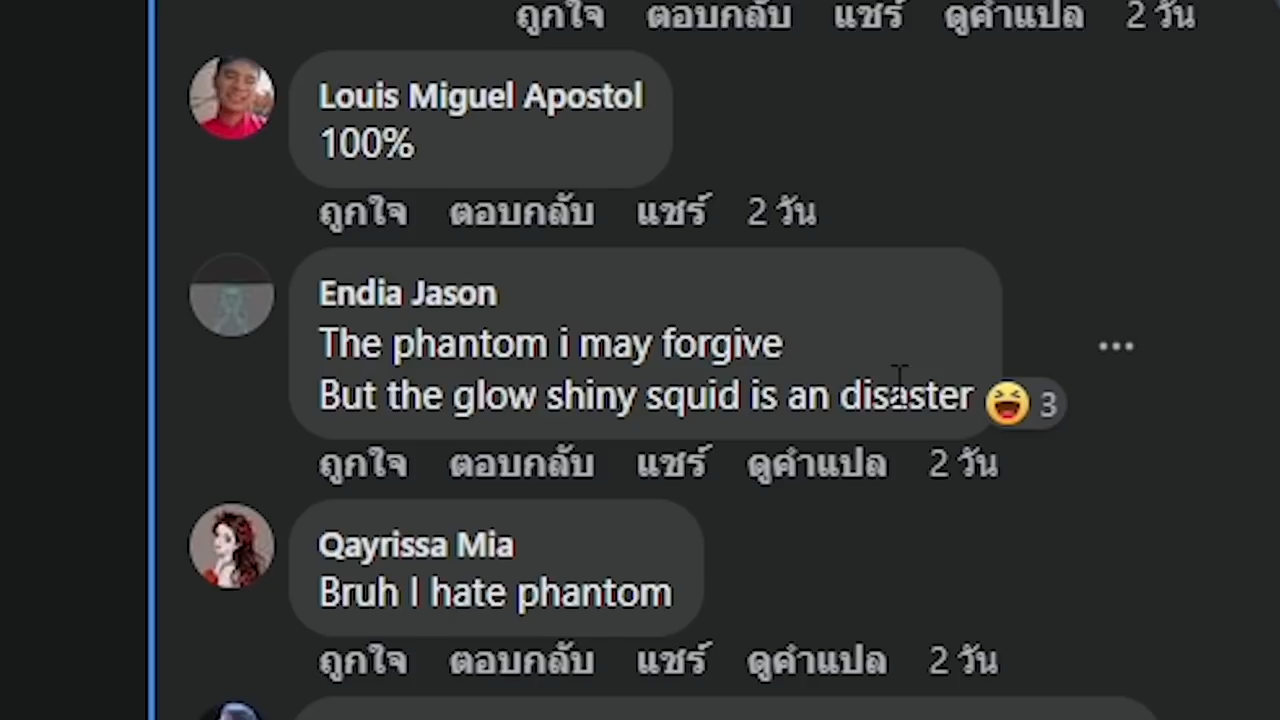 ถูกใจ ตอบกลับ แชร์ ดูคำแปล 2 วัน
Louis Miguel Apostol
100%
ถูกใจ ตอบกลับ แชร์ 2 วัน
Endia Jason
The phantom i may forgive
But the glow shiny squid is an disaster
3
ถูกใจ ตอบกลับ แชร์ ดูคำแปล 2 วัน
Qayrissa Mia
Bruh I hate phantom
ถูกใจ ตอบกลับ แชร์ ดูคำแปล 2 วัน